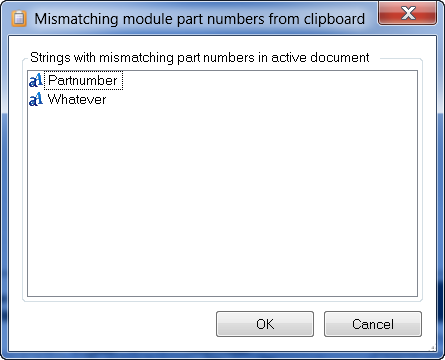 Mismatching module part numbers from clipboard
Strings with mismatching part numbers in active document
Partnumber
Whatever
OK
Cancel